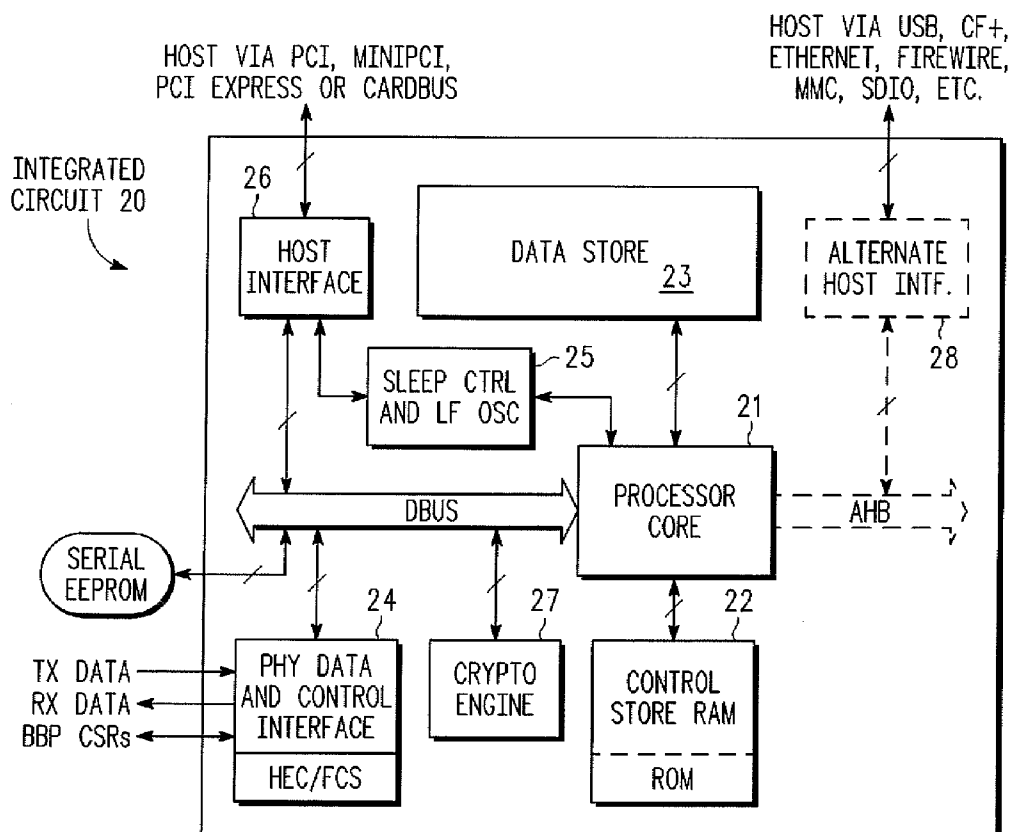 HOST VIA PCI, MINIPCI,
PCI EXPRESS OR CARDBUS
HOST VIA USB, CF+,
ETHERNET, FIREWIRE,
MMC, SDIO, ETC.
INTEGRATED
CIRCUIT 20
26
HOST
INTERFACE
DATA STORE
23
ALTERNATE
HOST INTF.
28
25
SLEEP CTRL
AND LF OSC
21
PROCESSOR
CORE
DBUS
AHB
SERIAL
EEPROM
24
PHY DATA
AND CONTROL
INTERFACE
HEC/FCS
TX DATA
RX DATA
BBP CSRs
27
CRYPTO
ENGINE
22
CONTROL
STORE RAM
ROM